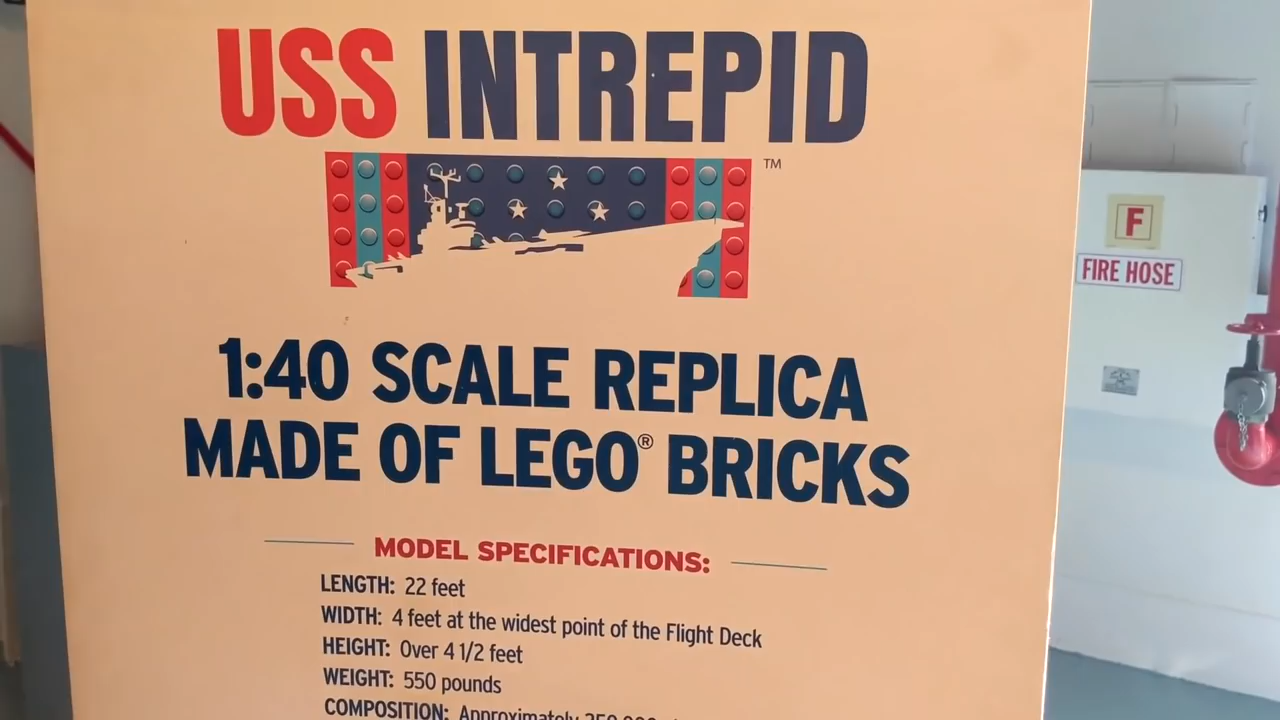 USS INTREPID
™
1:40 SCALE REPLICA
MADE OF LEGO® BRICKS
MODEL SPECIFICATIONS:
LENGTH: 22 feet
WIDTH: 4 feet at the widest point of the Flight Deck
HEIGHT: Over 4 1/2 feet
WEIGHT: 550 pounds
COMPOSITION: Approximately
F
FIRE HOSE